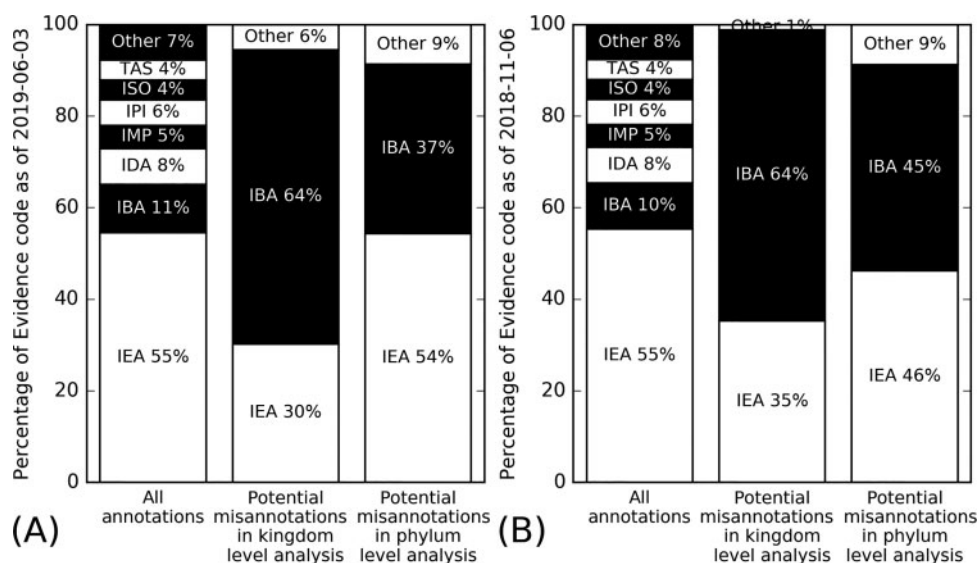 Percentage of Evidence code as of 2019-06-03
100
80
60
40
20
0
Other 7%
TAS 4%
ISO 4%
IPI 6%
IMP 5%
IDA 8%
IBA 11%
IEA 55%
Other 6%
IBA 64%
IEA 30%
Other 9%
IBA 37%
IEA 54%
All
annotations
Potential
misannotations
in kingdom
level analysis
Potential
misannotations
in phylum
level analysis
(A)
Percentage of Evidence code as of 2018-11-06
100
80
60
40
20
0
Other 8%
TAS 4%
ISO 4%
IPI 6%
IMP 5%
IDA 8%
IBA 10%
IEA 55%
Other 1%
IBA 64%
IEA 35%
Other 9%
IBA 45%
IEA 46%
All
annotations
Potential
misannotations
in kingdom
level analysis
Potential
misannotations
in phylum
level analysis
(B)